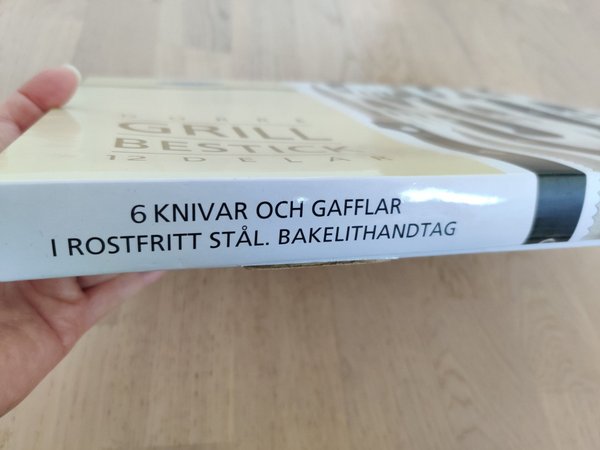 GRILL
BESTICK
12 DELAR
6 KNIVAR OCH GAFFLAR
I ROSTFRITT STÅL. BAKELITHANDTAG